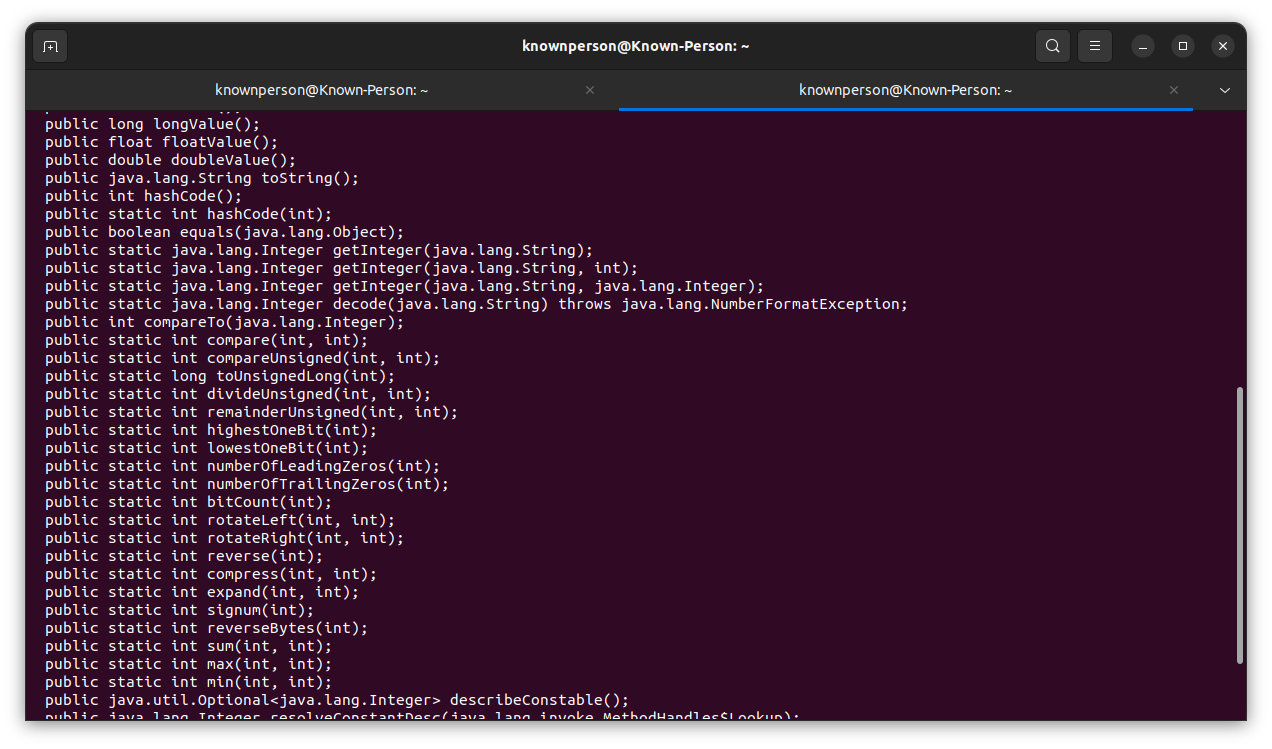 knownperson@Known-Person: ~
knownperson@Known-Person: ~
knownperson@Known-Person: ~
public long longValue();
public float floatValue();
public double doubleValue();
public java.lang.String toString();
public int hashCode();
public static int hashCode(int);
public boolean equals(java.lang.Object);
public static java.lang.Integer getInteger(java.lang.String);
public static java.lang.Integer getInteger(java.lang.String, int);
public static java.lang.Integer getInteger(java.lang.String, java.lang.Integer);
public static java.lang.Integer decode(java.lang.String) throws java.lang.NumberFormatException;
public int compareTo(java.lang.Integer);
public static int compare(int, int);
public static int compareUnsigned(int, int);
public static long toUnsignedLong(int);
public static int divideUnsigned(int, int);
public static int remainderUnsigned(int, int);
public static int highestOneBit(int);
public static int lowestOneBit(int);
public static int numberOfLeadingZeros(int);
public static int numberOfTrailingZeros(int);
public static int bitCount(int);
public static int rotateLeft(int, int);
public static int rotateRight(int, int);
public static int reverse(int);
public static int compress(int, int);
public static int expand(int, int);
public static int signum(int);
public static int reverseBytes(int);
public static int sum(int, int);
public static int max(int, int);
public static int min(int, int);
public java.util.Optional<java.lang.Integer> describeConstable();
public java.lang.Integer resolveConstantDesc(java.lang.invoke.MethodHandles$Lookup);